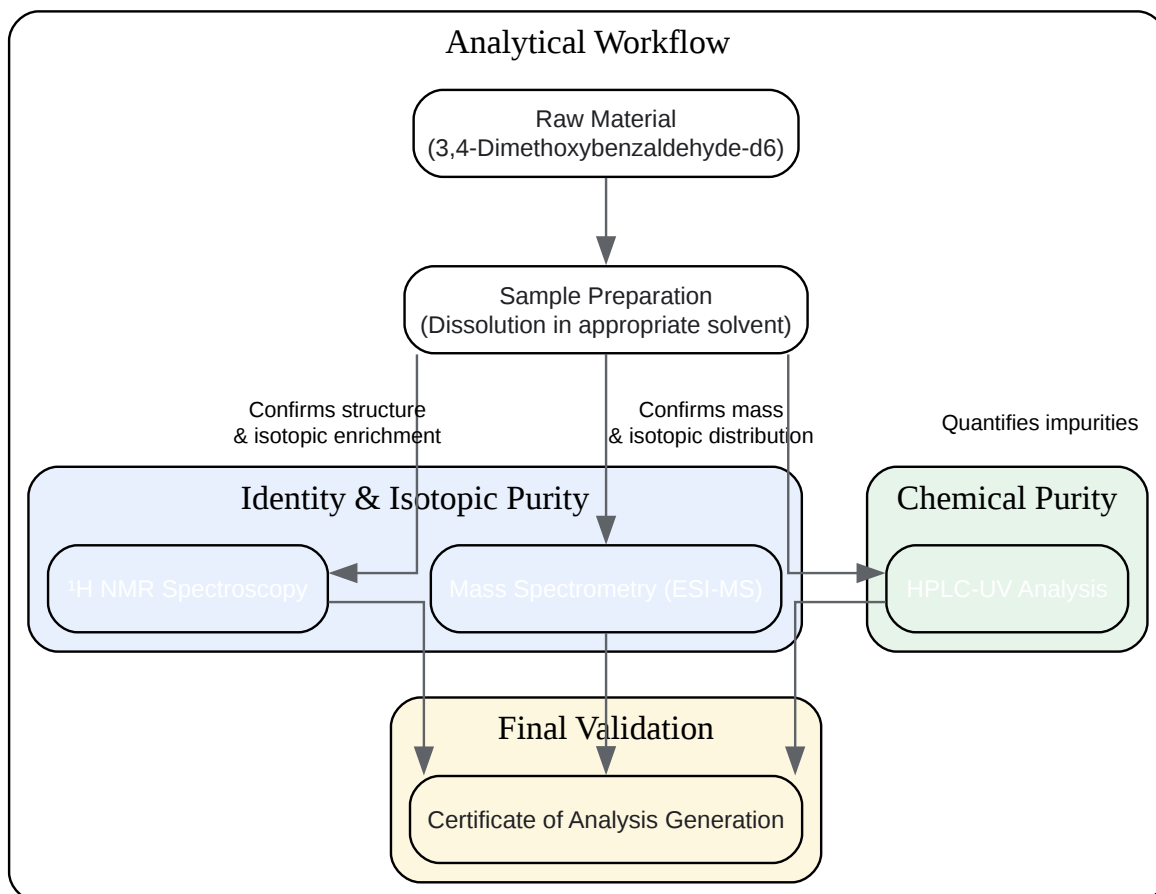 Analytical Workflow
Raw Material
(3,4-Dimethoxybenzaldehyde-d6)
Sample Preparation
(Dissolution in appropriate solvent)
Confirms structure
& isotopic enrichment
Confirms mass
& isotopic distribution
Quantifies impurities
Identity & Isotopic Purity
Chemical Purity
¹H NMR Spectroscopy
Mass Spectrometry (ESI-MS)
HPLC-UV Analysis
Final Validation
Certificate of Analysis Generation